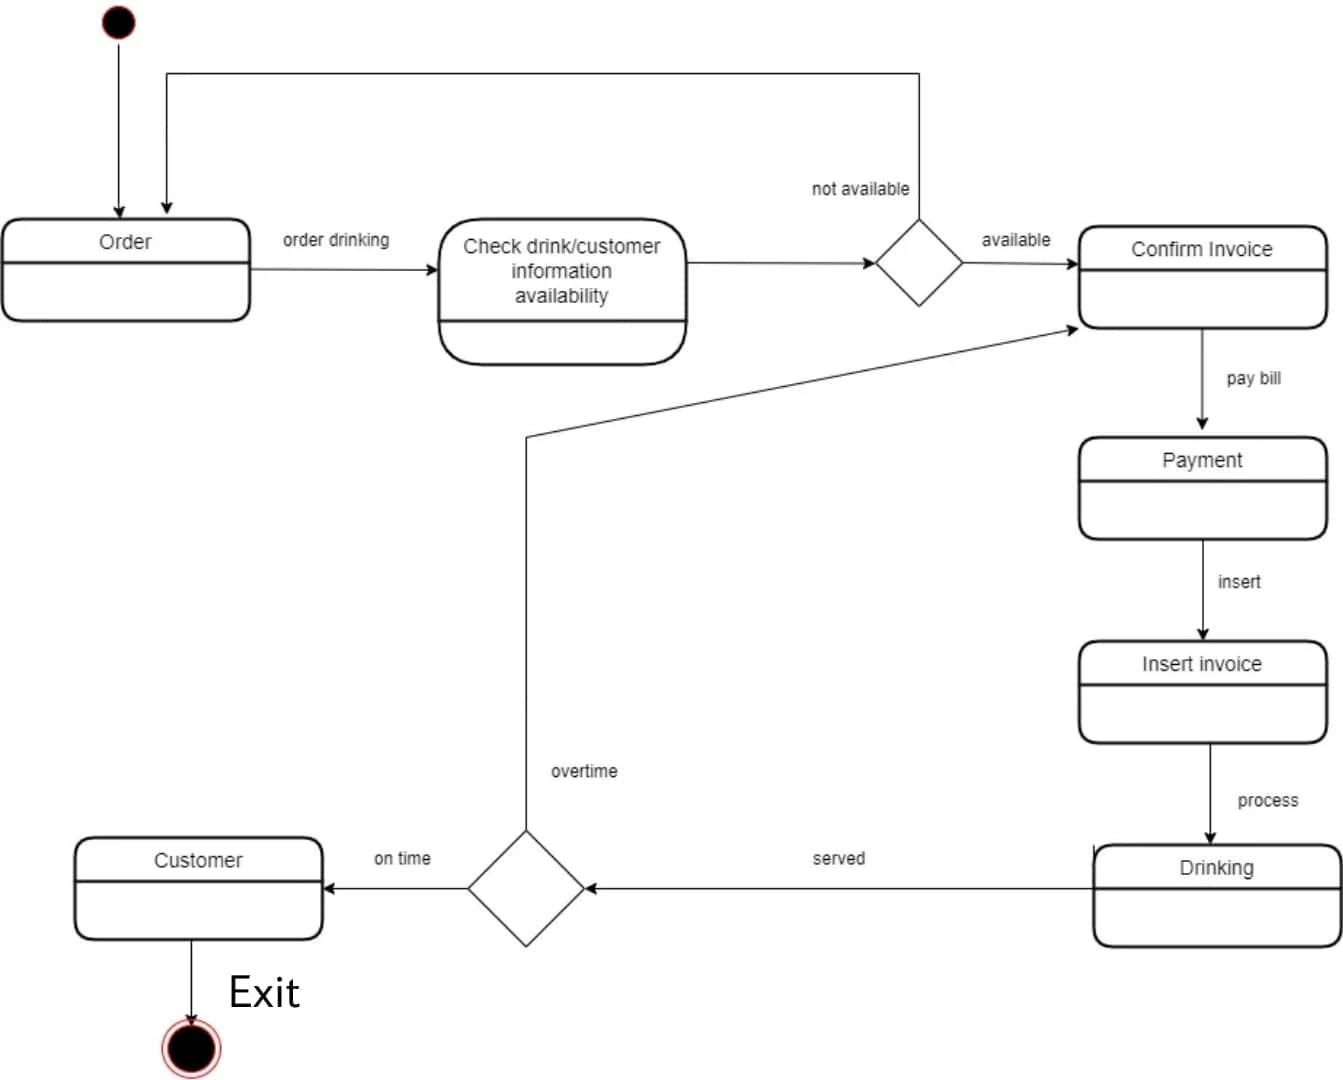 not available
Order
order drinking
Check drink/customer
information
availability
available
Confirm Invoice
pay bill
Payment
insert
Insert invoice
overtime
process
Customer
on time
served
Drinking
Exit